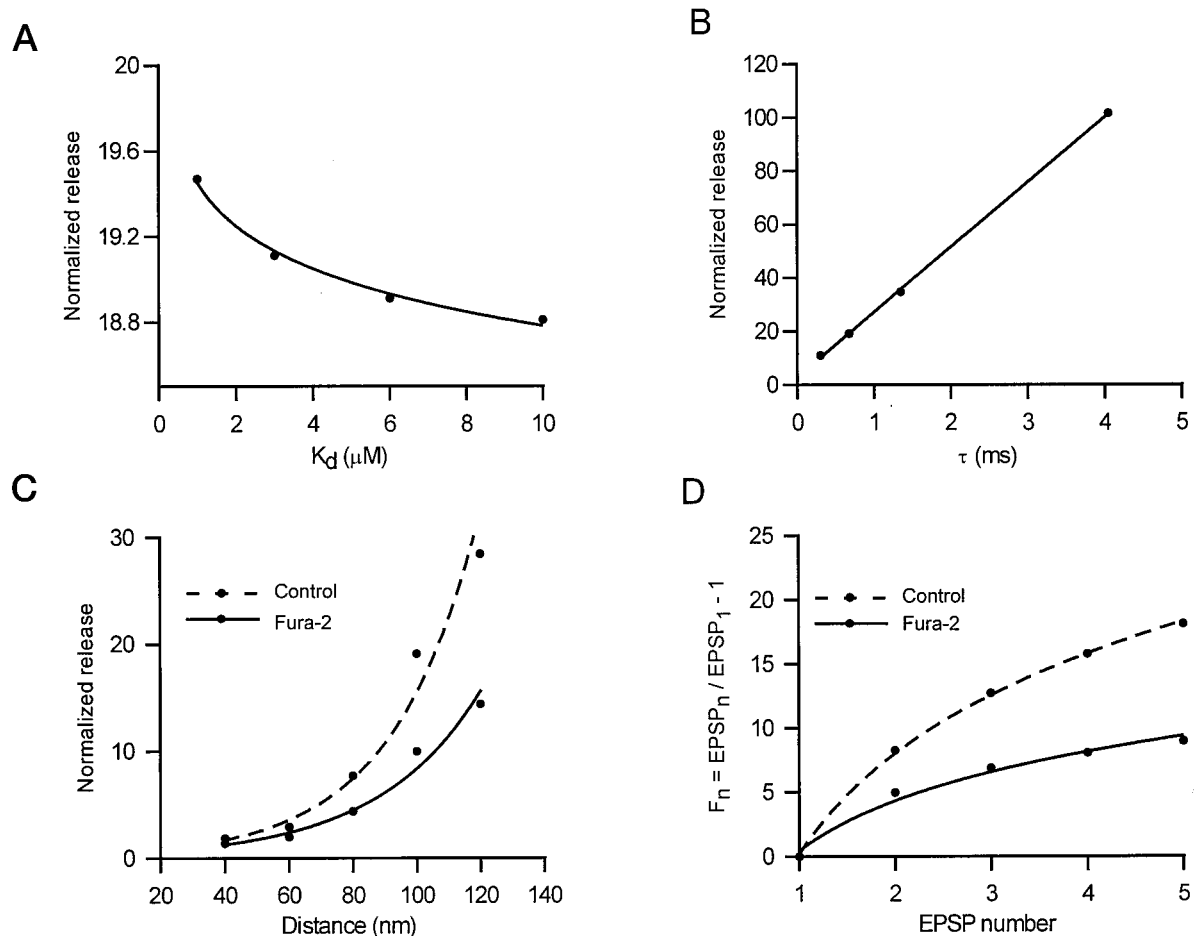 A
20
19.6
19.2
18.8
Normalized release
0 2 4 6 8 10
Kd (μM)
B
120
100
80
60
40
20
0
Normalized release
0 1 2 3 4 5
τ (ms)
C
30
20
10
0
Normalized release
Control
Fura-2
20 40 60 80 100 120 140
Distance (nm)
D
25
20
15
10
5
0
Fn = EPSPn / EPSP1 - 1
Control
Fura-2
1 2 3 4 5
EPSP number